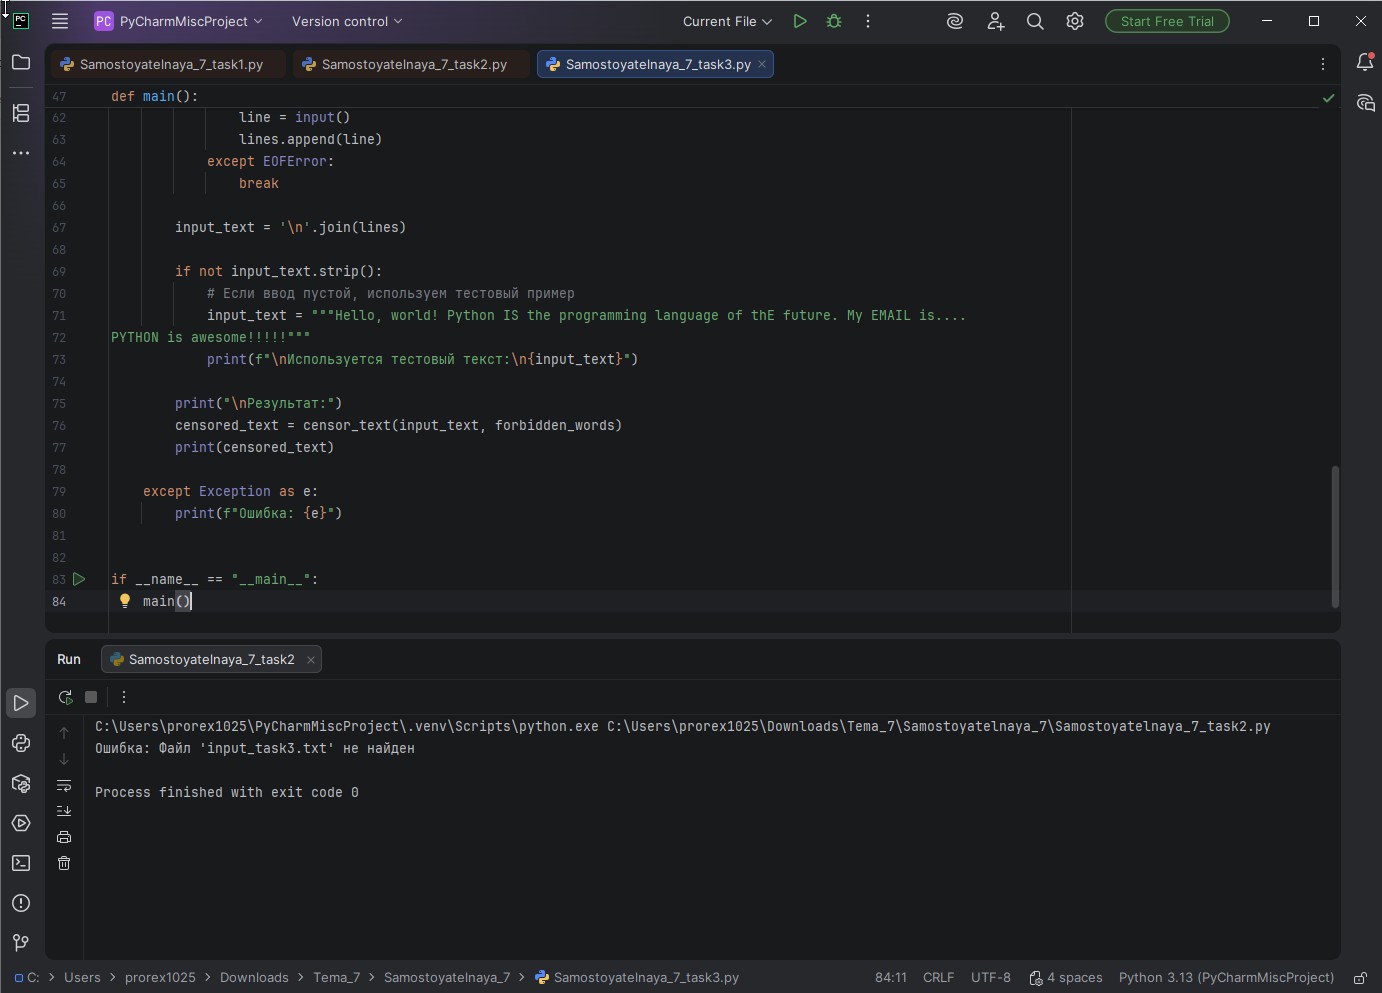 PC
PC PyCharmMiscProject Version control Current File Start Free Trial
Samostoyatelnaya_7_task1.py Samostoyatelnaya_7_task2.py Samostoyatelnaya_7_task3.py
47 def main():
62 line = input()
63 lines.append(line)
64 except EOFError:
65 break
66
67 input_text = '\n'.join(lines)
68
69 if not input_text.strip():
70 # Если ввод пустой, используем тестовый пример
71 input_text = """Hello, world! Python IS the programming language of thE future. My EMAIL is....
72 PYTHON is awesome!!!!!"""
73 print(f"\nИспользуется тестовый текст:\n{input_text}")
74
75 print("\nРезультат:")
76 censored_text = censor_text(input_text, forbidden_words)
77 print(censored_text)
78
79 except Exception as e:
80 print(f"Ошибка: {e}")
81
82
83 if __name__ == "__main__":
84 main()
Run Samostoyatelnaya_7_task2
C:\Users\prorex1025\PyCharmMiscProject\.venv\Scripts\python.exe C:\Users\prorex1025\Downloads\Tema_7\Samostoyatelnaya_7\Samostoyatelnaya_7_task2.py
Ошибка: Файл 'input_task3.txt' не найден
Process finished with exit code 0
C: > Users > prorex1025 > Downloads > Tema_7 > Samostoyatelnaya_7 > Samostoyatelnaya_7_task3.py 84:11 CRLF UTF-8 4 spaces Python 3.13 (PyCharmMiscProject)